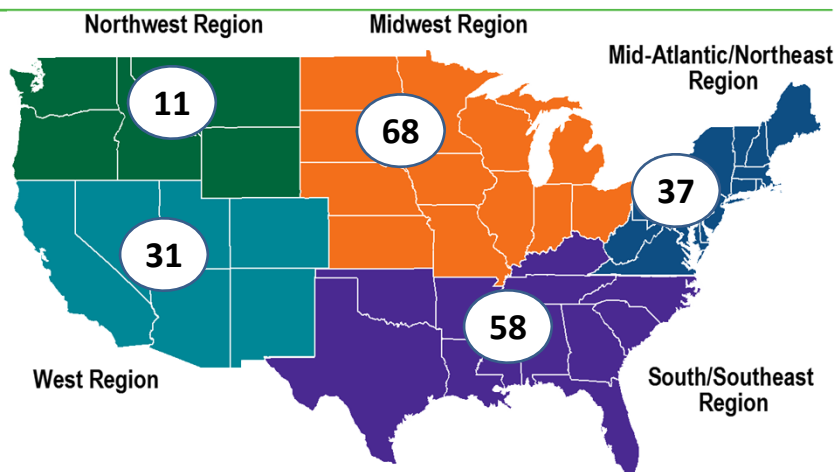 Northwest Region
Midwest Region
Mid-Atlantic/Northeast
Region
11
68
37
31
58
West Region
South/Southeast
Region